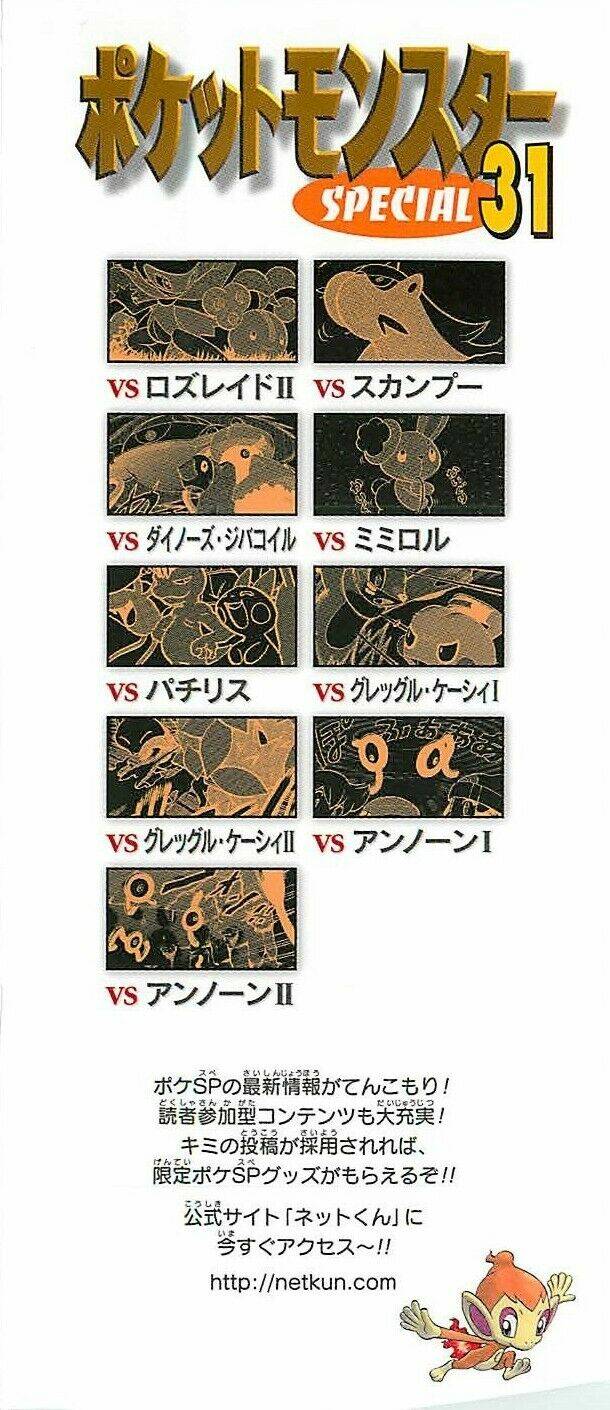 ポケットモンスター
SPECIAL 31
VS ロズレイドII VS スカンプー
VS ダイノーズ・ジバコイル VS ミミロル
VS パチリス VS グレッグル・ケーシィI
VS グレッグル・ケーシィII VS アンノーンI
VS アンノーンII
ポケSPの最新情報がてんこもり!
読者参加型コンテンツも大充実!
キミの投稿が採用されれば、
限定ポケSPグッズがもらえるぞ!!
公式サイト「ネットくん」に
今すぐアクセス〜!!
http://netkun.com